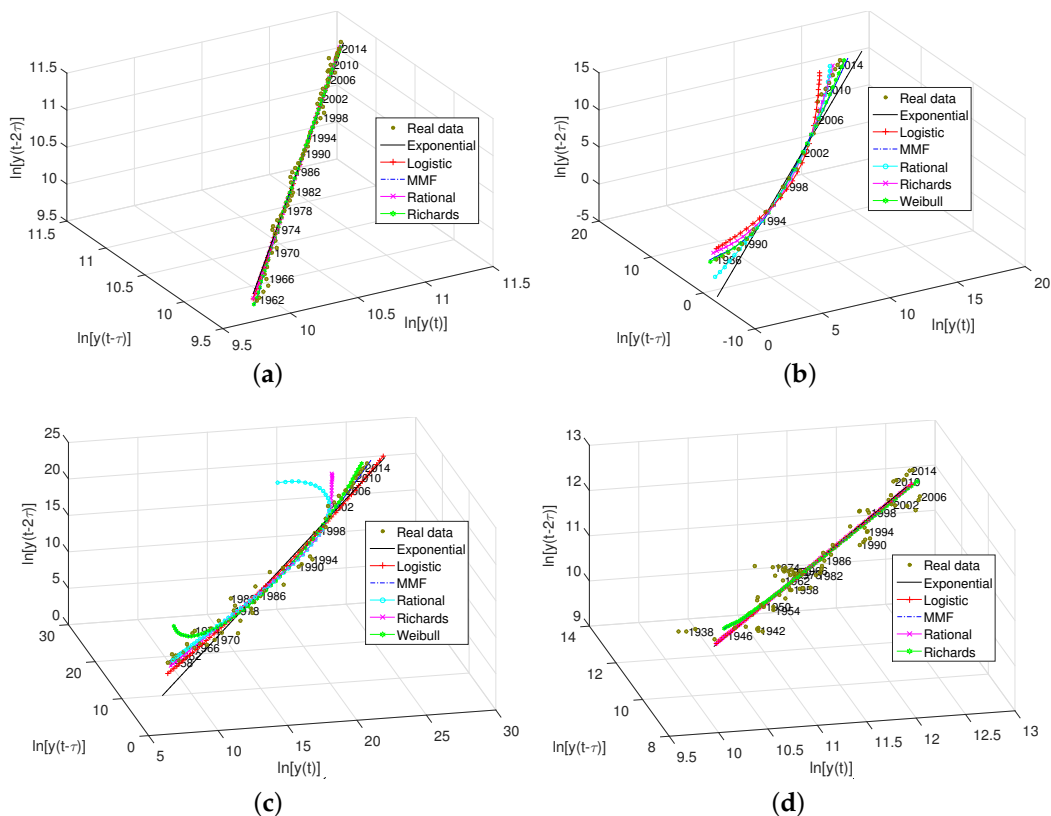 11.5
11
10.5
10
9.5
ln[y(t-2τ)]
11.5
11
10.5
10
9.5
ln[y(t-τ)]
9.5
10
10.5
11
11.5
ln[y(t)]
2014
2010
2006
2002
1998
1994
1990
1986
1982
1978
1974
1970
1966
1962
Real data
Exponential
Logistic
MMF
Rational
Richards
(a)
15
10
5
0
-5
ln[y(t-2τ)]
20
10
0
-10
ln[y(t-τ)]
0
5
10
15
20
ln[y(t)]
2014
2010
2006
2002
1998
1994
1990
1936
Real data
Exponential
Logistic
MMF
Rational
Richards
Weibull
(b)
25
20
15
10
5
0
ln[y(t-2τ)]
30
20
10
0
ln[y(t-τ)]
5
10
15
20
25
30
ln[y(t)]
2014
2010
2006
2002
1998
1994
1990
1986
1978
1970
1966
Real data
Exponential
Logistic
MMF
Rational
Richards
Weibull
(c)
13
12
11
10
9
ln[y(t-2τ)]
14
12
10
8
ln[y(t-τ)]
9.5
10
10.5
11
11.5
12
12.5
13
ln[y(t)]
2014
2010
2006
2002
1998
1994
1990
1986
1982
1974
1962
1958
1950
1954
1946
1942
1938
Real data
Exponential
Logistic
MMF
Rational
Richards
(d)